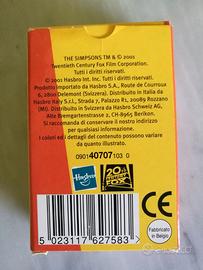 THE SIMPSONS TM & © 2001
Twentieth Century Fox Film Corporation.
Tutti i diritti riservati.
© 2001 Hasbro Int. Inc. Tutti i diritti riservati.
Prodotto importato da Hasbro S.A., Route de Courroux
6, 2800 Delemont (Svizzera). Distribuito in Italia da
Hasbro Italy S.r.l., Strada 7, Palazzo R1, 20089 Rozzano
(MI). Distribuito in Svizzera da Hasbro Schweiz AG,
Alte Bremgartenstrasse 2, CH-8965 Berikon.
Si raccomanda di conservare il nostro indirizzo
per qualsiasi informazione.
I colori ed i dettagli del contenuto possono variare
da quanto illustrato.
090140707103 0
Hasbro
20th
CENTURY
FOX
CE
Fabbricato
in Belgio
5 023117 627583